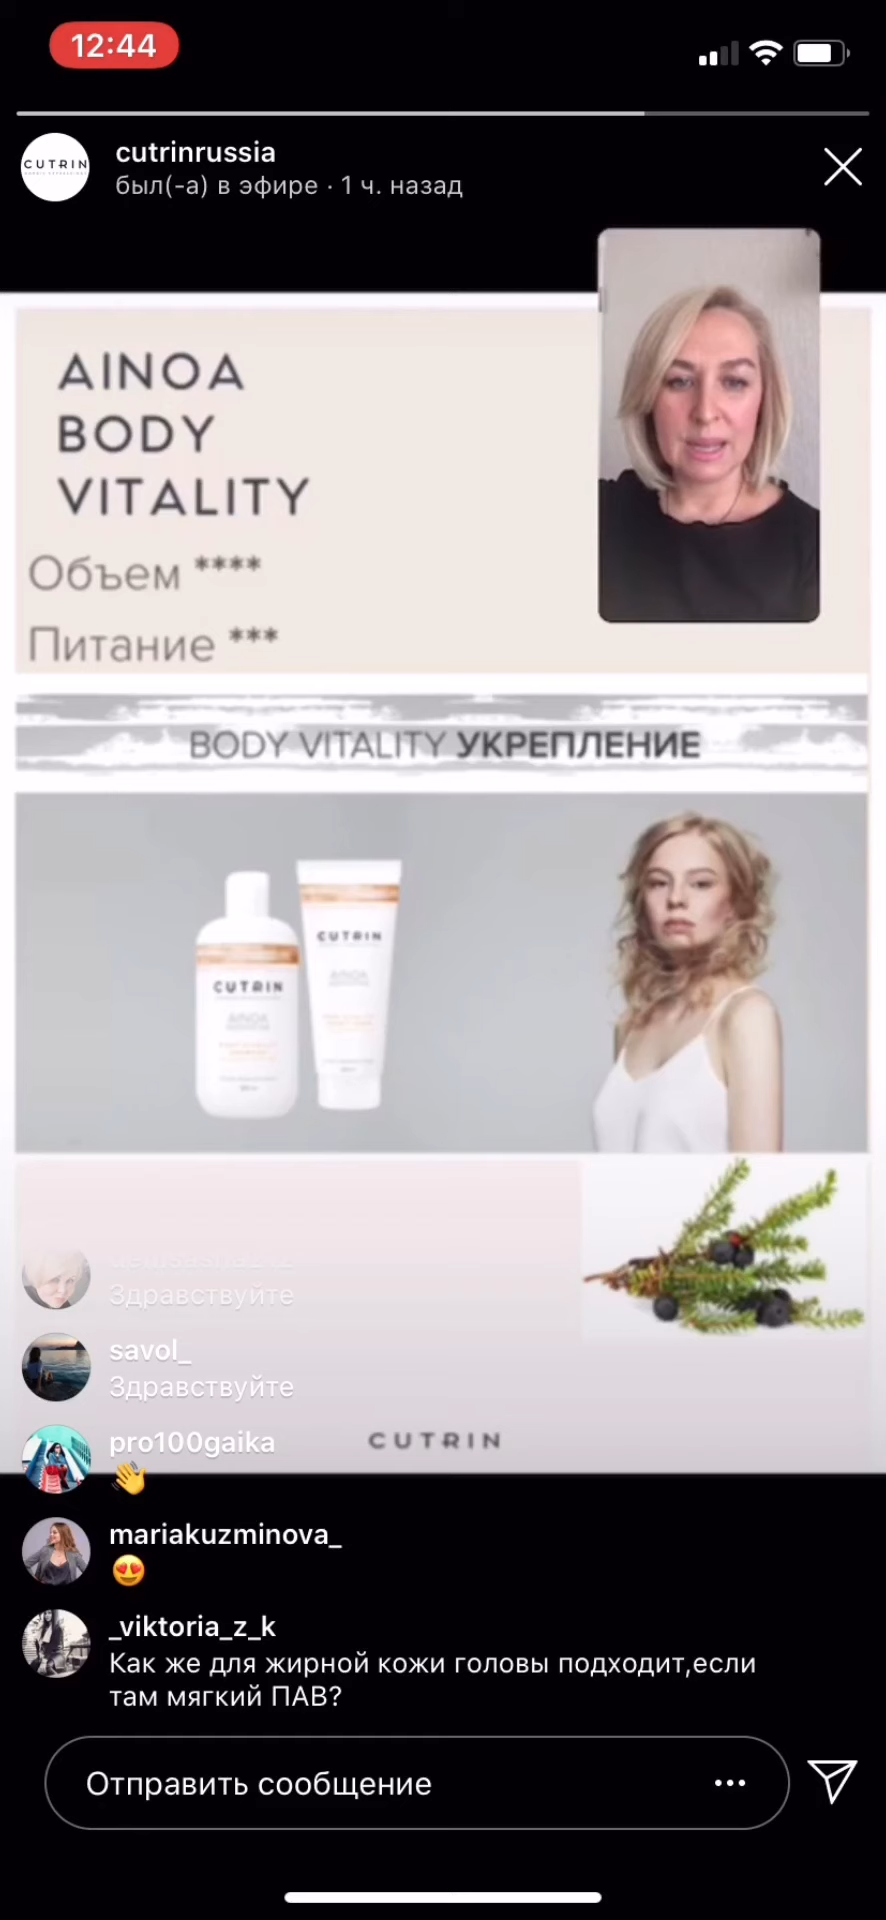 12:44
CUTRIN
cutrinrussia
был(-а) в эфире · 1 ч. назад
AINOA
BODY
VITALITY
Объем ****
Питание ***
BODY VITALITY УКРЕПЛЕНИЕ
CUTRIN
CUTRIN
AINOA
AINOA
Здравствуйте
savol_
Здравствуйте
pro100gaika
👋
CUTRIN
mariakuzminova_
😍
_viktoria_z_k
Как же для жирной кожи головы подходит,если
там мягкий ПАВ?
Отправить сообщение